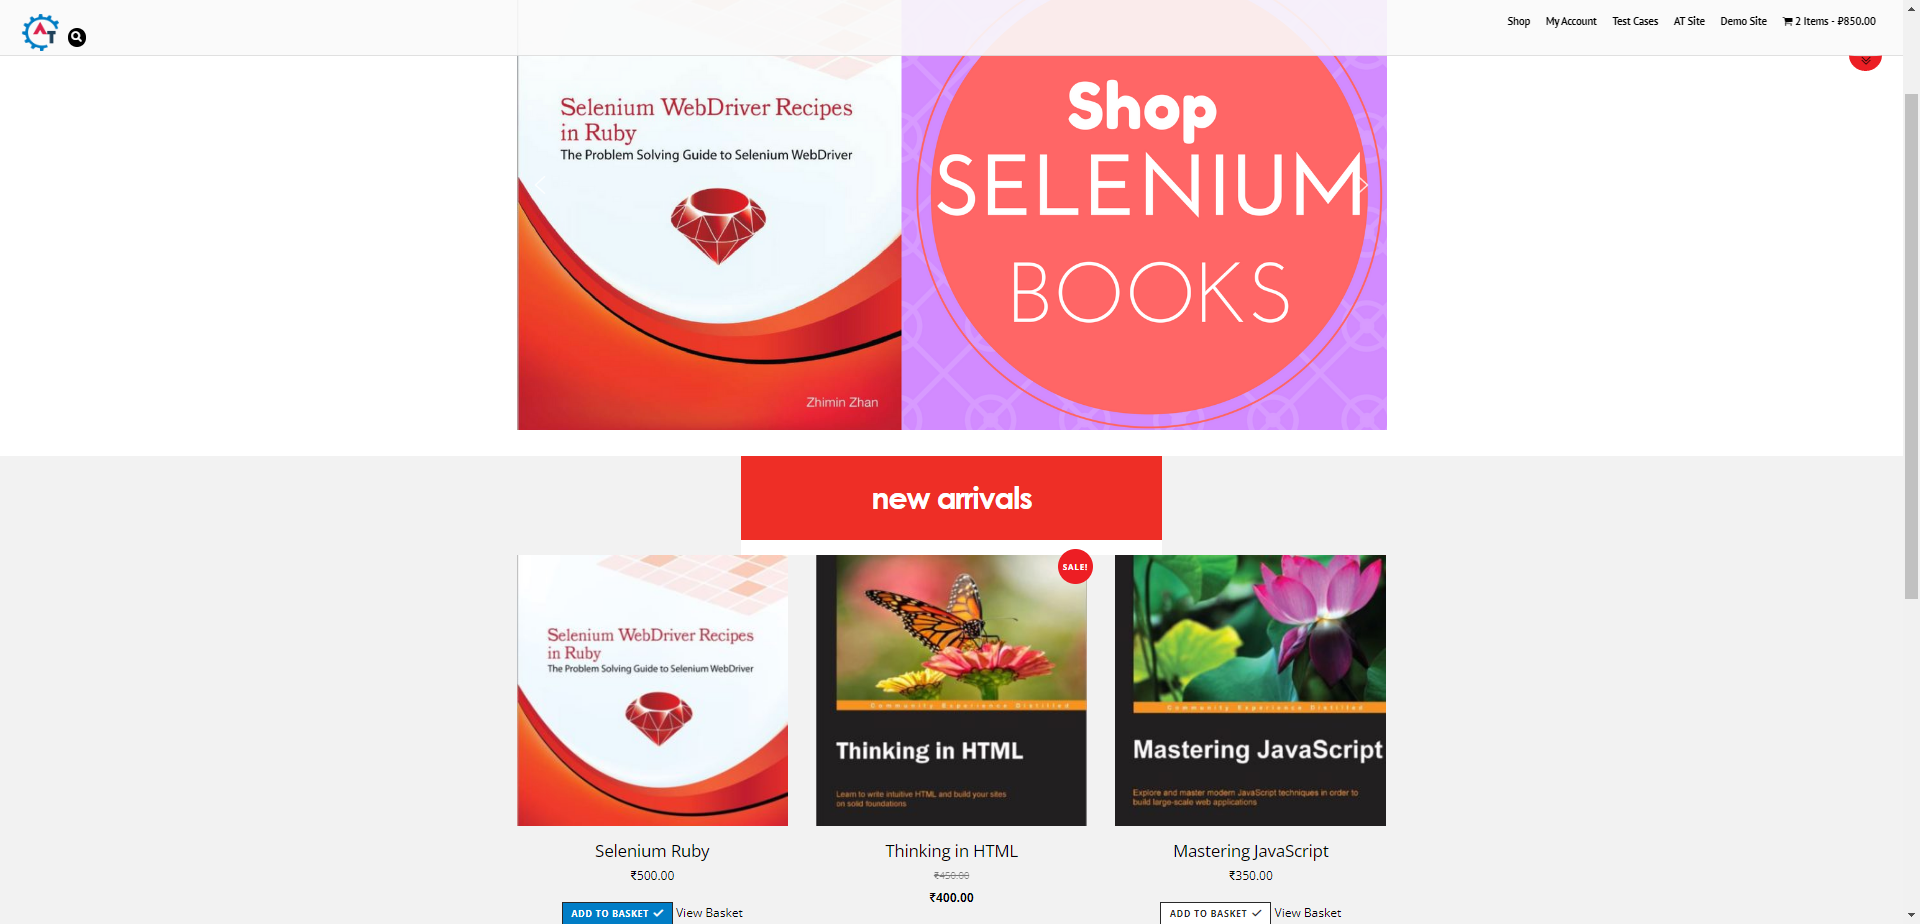 AT
Shop
My Account
Test Cases
AT Site
Demo Site
2 Items - ₽850.00
Selenium WebDriver Recipes
in Ruby
The Problem Solving Guide to Selenium WebDriver
Zhimin Zhan
Shop
SELENIUM
BOOKS
new arrivals
Selenium WebDriver Recipes
in Ruby
The Problem Solving Guide to Selenium WebDriver
Selenium Ruby
₹500.00
ADD TO BASKET
View Basket
SALE!
Community Experience Distilled
Thinking in HTML
Learn to write intuitive HTML and build your sites
on solid foundations
Thinking in HTML
₹450.00
₹400.00
Community Experience Distilled
Mastering JavaScript
Explore and master modern JavaScript techniques in order to
build large-scale web applications
Mastering JavaScript
₹350.00
ADD TO BASKET
View Basket